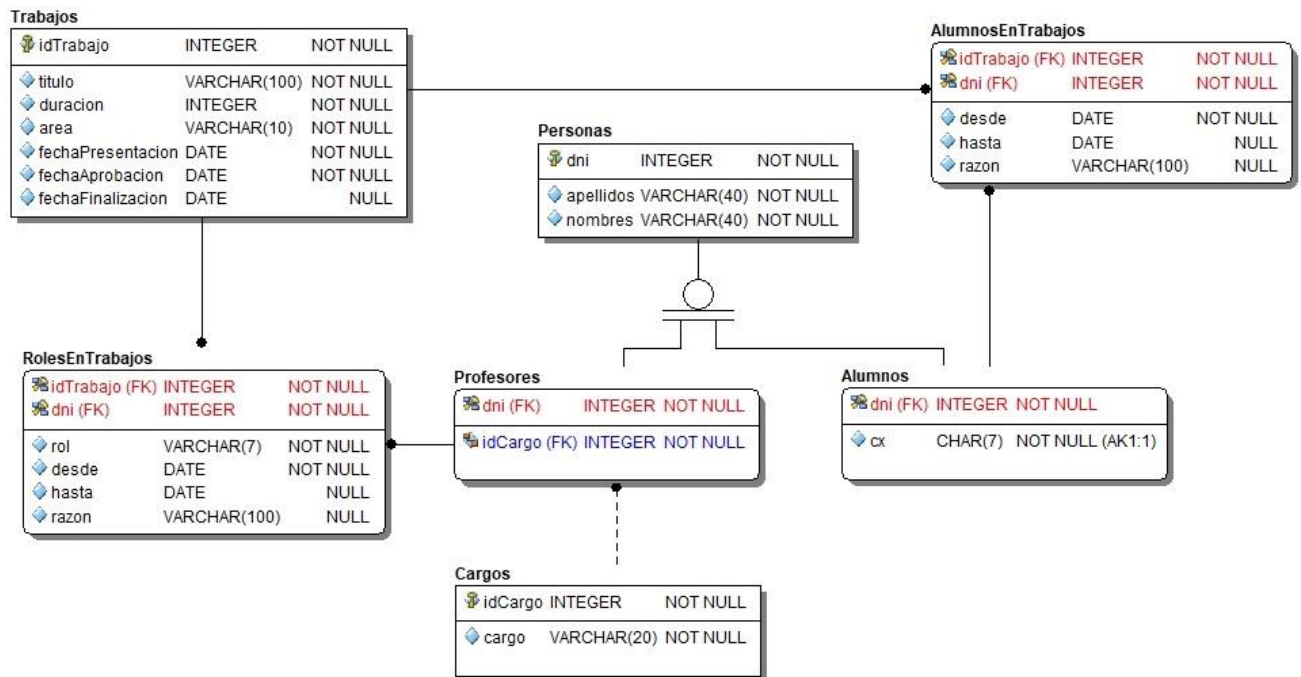 Trabajos
idTrabajo INTEGER NOT NULL
titulo VARCHAR(100) NOT NULL
duracion INTEGER NOT NULL
area VARCHAR(10) NOT NULL
fechaPresentacion DATE NOT NULL
fechaAprobacion DATE NOT NULL
fechaFinalizacion DATE NULL
AlumnosEnTrabajos
idTrabajo (FK) INTEGER NOT NULL
dni (FK) INTEGER NOT NULL
desde DATE NOT NULL
hasta DATE NULL
razon VARCHAR(100) NULL
Personas
dni INTEGER NOT NULL
apellidos VARCHAR(40) NOT NULL
nombres VARCHAR(40) NOT NULL
RolesEnTrabajos
idTrabajo (FK) INTEGER NOT NULL
dni (FK) INTEGER NOT NULL
rol VARCHAR(7) NOT NULL
desde DATE NOT NULL
hasta DATE NULL
razon VARCHAR(100) NULL
Profesores
dni (FK) INTEGER NOT NULL
idCargo (FK) INTEGER NOT NULL
Alumnos
dni (FK) INTEGER NOT NULL
cx CHAR(7) NOT NULL (AK1:1)
Cargos
idCargo INTEGER NOT NULL
cargo VARCHAR(20) NOT NULL